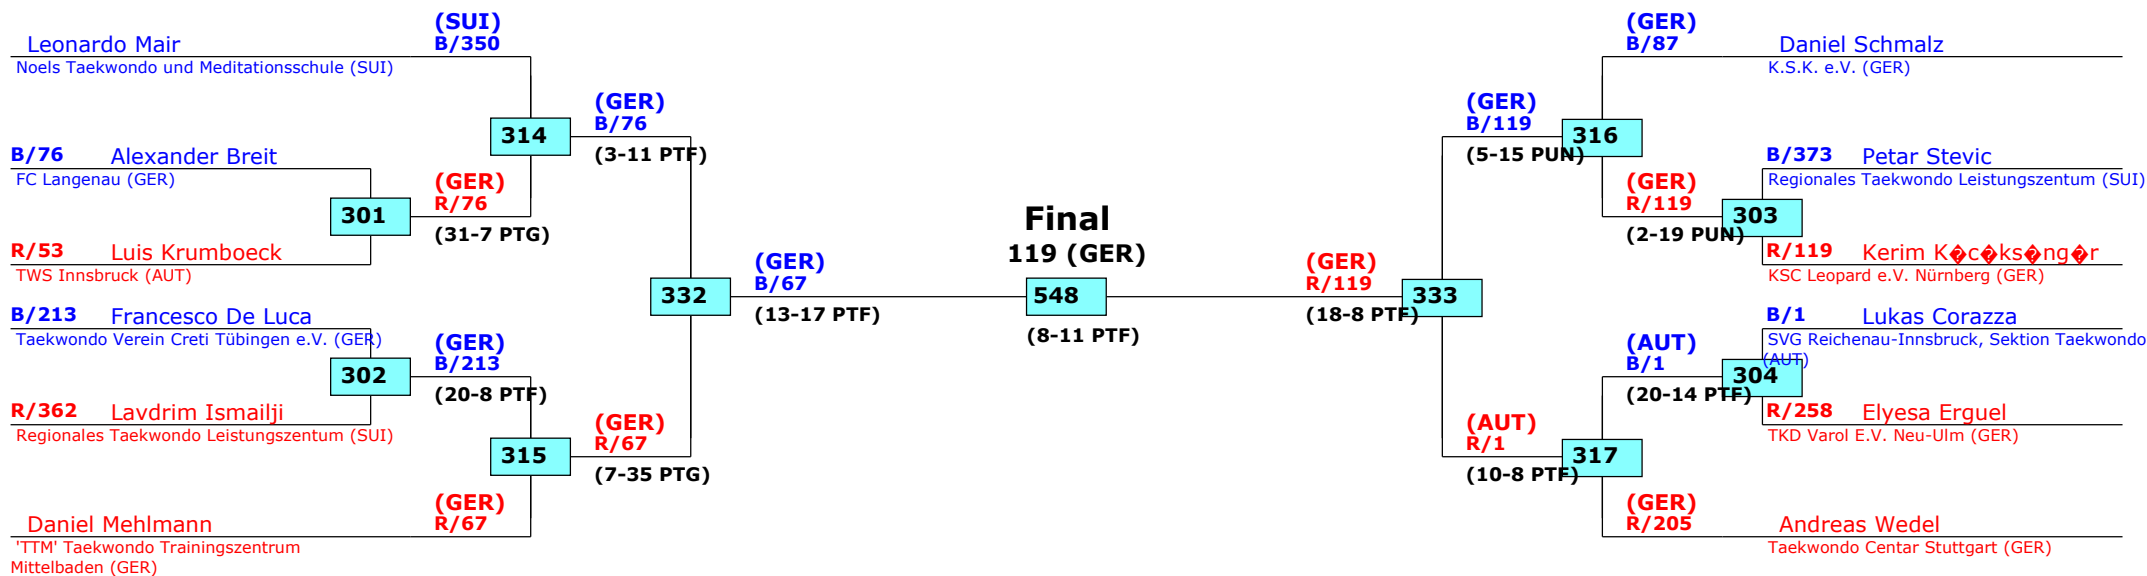 (SUI)
B/350
Leonardo Mair
Noels Taekwondo und Meditationsschule (SUI)
314
(GER)
B/76
(3-11 PTF)
B/76 Alexander Breit
FC Langenau (GER)
301
(GER)
R/76
(31-7 PTG)
R/53 Luis Krumboeck
TWS Innsbruck (AUT)
332
(GER)
B/67
(13-17 PTF)
B/213 Francesco De Luca
Taekwondo Verein Creti Tübingen e.V. (GER)
302
(GER)
B/213
(20-8 PTF)
R/362 Lavdrim Ismailji
Regionales Taekwondo Leistungszentum (SUI)
315
(GER)
R/67
(7-35 PTG)
(GER)
R/67
Daniel Mehlmann
'TTM' Taekwondo Trainingszentrum
Mittelbaden (GER)
Final
119 (GER)
548
(8-11 PTF)
(GER)
B/87
Daniel Schmalz
K.S.K. e.V. (GER)
(GER)
B/119
316
(5-15 PUN)
B/373 Petar Stevic
Regionales Taekwondo Leistungszentum (SUI)
(GER)
R/119
303
(2-19 PUN)
R/119 Kerim K�c�ks�ng�r
KSC Leopard e.V. Nürnberg (GER)
(GER)
R/119
333
(18-8 PTF)
B/1 Lukas Corazza
SVG Reichenau-Innsbruck, Sektion Taekwondo
(AUT)
(AUT)
B/1
304
(20-14 PTF)
R/258 Elyesa Erguel
TKD Varol E.V. Neu-Ulm (GER)
(AUT)
R/1
317
(10-8 PTF)
(GER)
R/205
Andreas Wedel
Taekwondo Centar Stuttgart (GER)